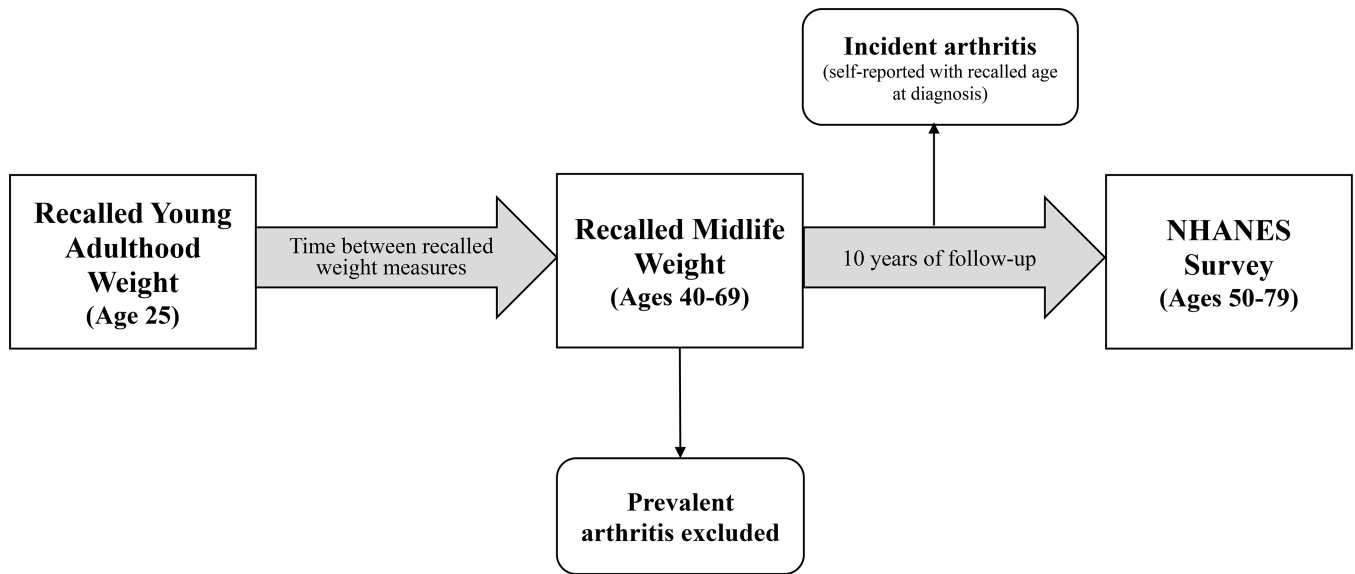 Incident arthritis
(self-reported with recalled age
at diagnosis)
Recalled Young
Adulthood
Weight
(Age 25)
Time between recalled
weight measures
Recalled Midlife
Weight
(Ages 40-69)
10 years of follow-up
NHANES
Survey
(Ages 50-79)
Prevalent
arthritis excluded